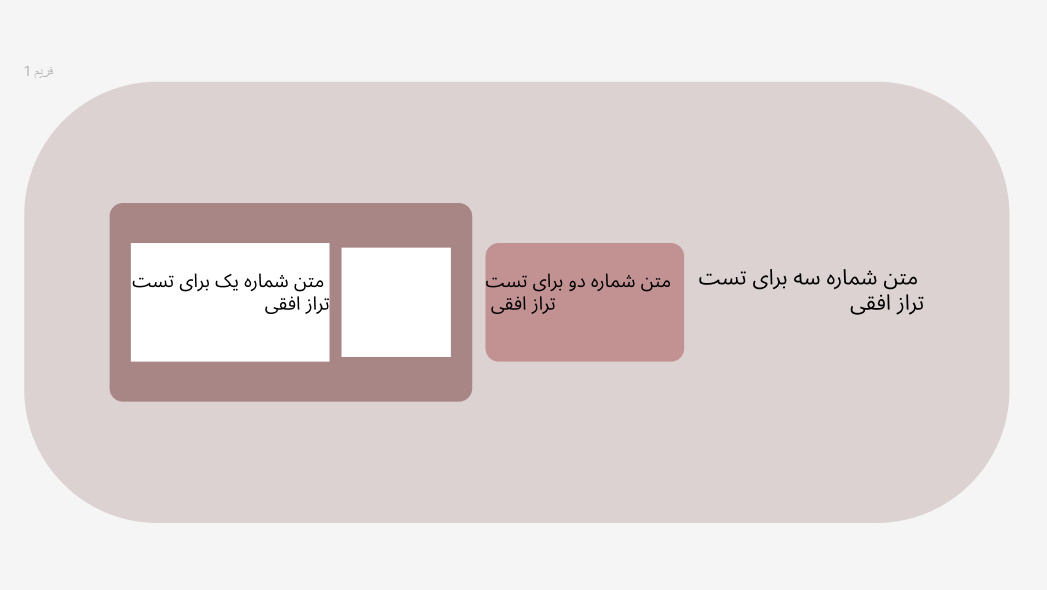 فریم 1
متن شماره سه برای تست
تراز افقی
متن شماره دو برای تست
تراز افقی
متن شماره یک برای تست
تراز افقی